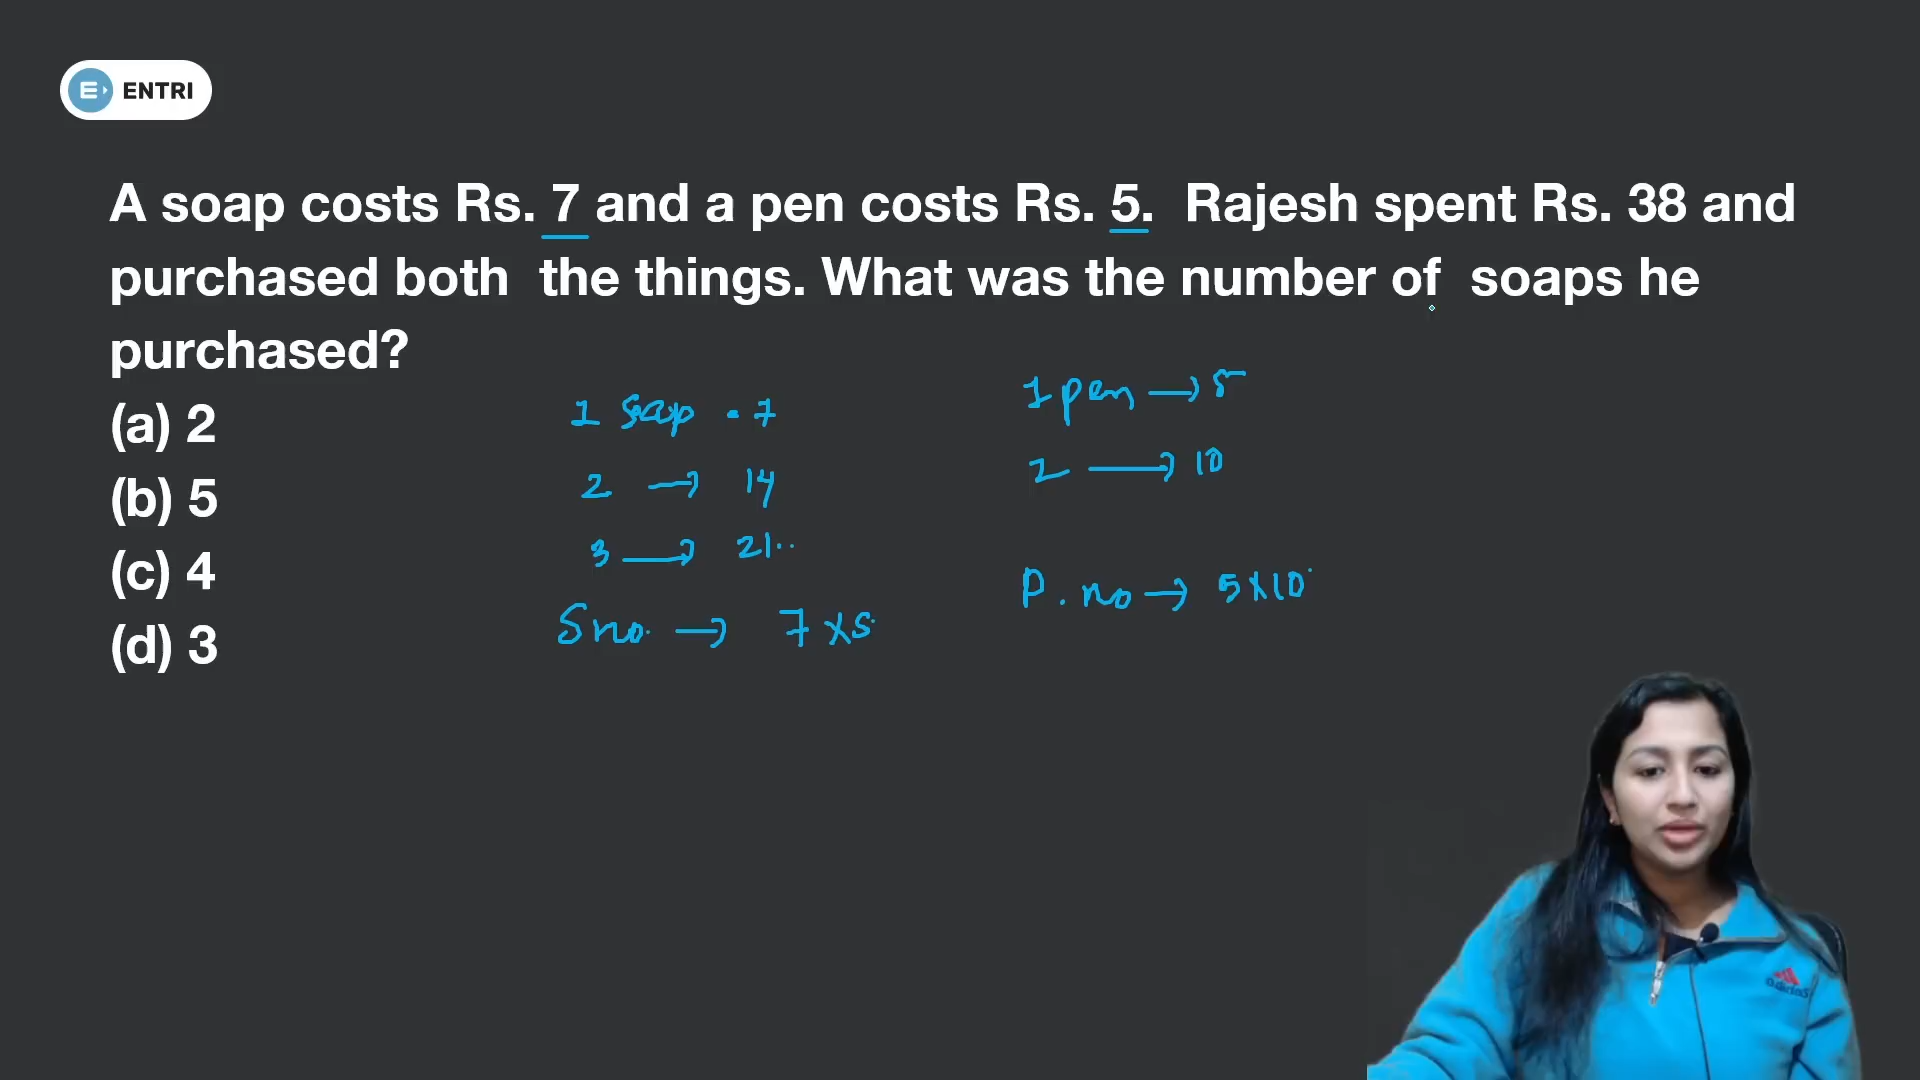 ENTRI
A soap costs Rs. 7 and a pen costs Rs. 5. Rajesh spent Rs. 38 and
purchased both the things. What was the number of soaps he
purchased?
(a) 2
(b) 5
(c) 4
(d) 3
1 soap . 7
2 → 14
3 → 21..
S no. → 7 x s.
1 pen → 5
2 → 10
P. no → 5 x 10
adidas